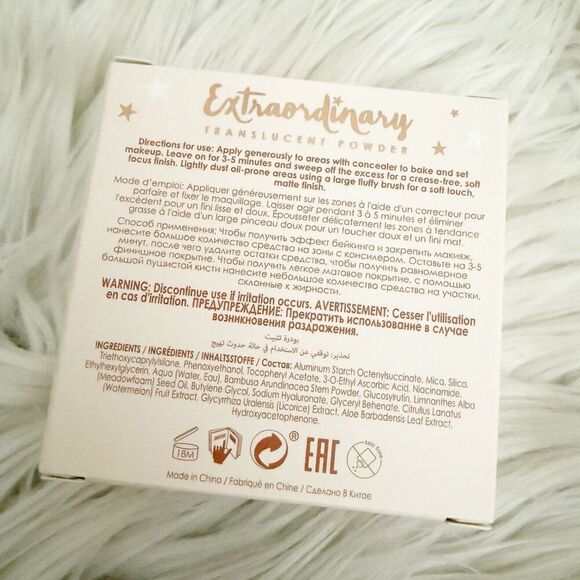 Extraordinary
TRANSLUCENT POWDER
Directions for use: Apply generously to areas with concealer to bake and set
makeup. Leave on for 3-5 minutes and sweep off the excess for a crease-free, soft
focus finish. Lightly dust oil-prone areas using a large fluffy brush for a soft touch,
matte finish.
Mode d'emploi: Appliquer généreusement sur les zones à l'aide d'un correcteur pour
parfaire et fixer le maquillage. Laisser agir pendant 3 à 5 minutes et éliminer
l'excédent pour un fini lisse et doux. Épousseter délicatement les zones à tendance
grasse à l'aide d'un large pinceau doux pour un toucher doux et un fini mat.
Способ применения: Чтобы получить эффект бейкинга и закрепить макияж,
нанесите большое количество средства на зоны с консилером. Оставьте на 3-5
минут, после чего удалите остатки средства, чтобы получить равномерное
финишное покрытие. Чтобы получить легкое матовое покрытие, с помощью
большой пушистой кисти нанесите небольшое количество средства на участки,
склонные к жирности.
WARNING: Discontinue use if irritation occurs. AVERTISSEMENT: Cesser l'utilisation
en cas d'irritation. ПРЕДУПРЕЖДЕНИЕ: Прекратить использование в случае
возникновения раздражения.
بودرة تثبيت
تحذير: توقفي عن الاستخدام في حالة حدوث تهيج
INGREDIENTS / INGRÉDIENTS / INHALTSSTOFFE / Состав: Aluminum Starch Octenylsuccinate, Mica, Silica,
Triethoxycaprylylsilane, Phenoxyethanol, Tocopheryl Acetate, 3-O-Ethyl Ascorbic Acid, Niacinamide,
Ethylhexylglycerin, Aqua (Water, Eau), Bambusa Arundinacea Stem Powder, Glucosylrutin, Limnanthes Alba
(Meadowfoam) Seed Oil, Butylene Glycol, Sodium Hyaluronate, Glyceryl Behenate, Citrullus Lanatus
(Watermelon) Fruit Extract, Glycyrrhiza Uralensis (Licorice) Extract, Aloe Barbadensis Leaf Extract,
Hydroxyacetophenone.
18M ® EAC talc free
Made in China / Fabriqué en Chine / Сделано В Китае